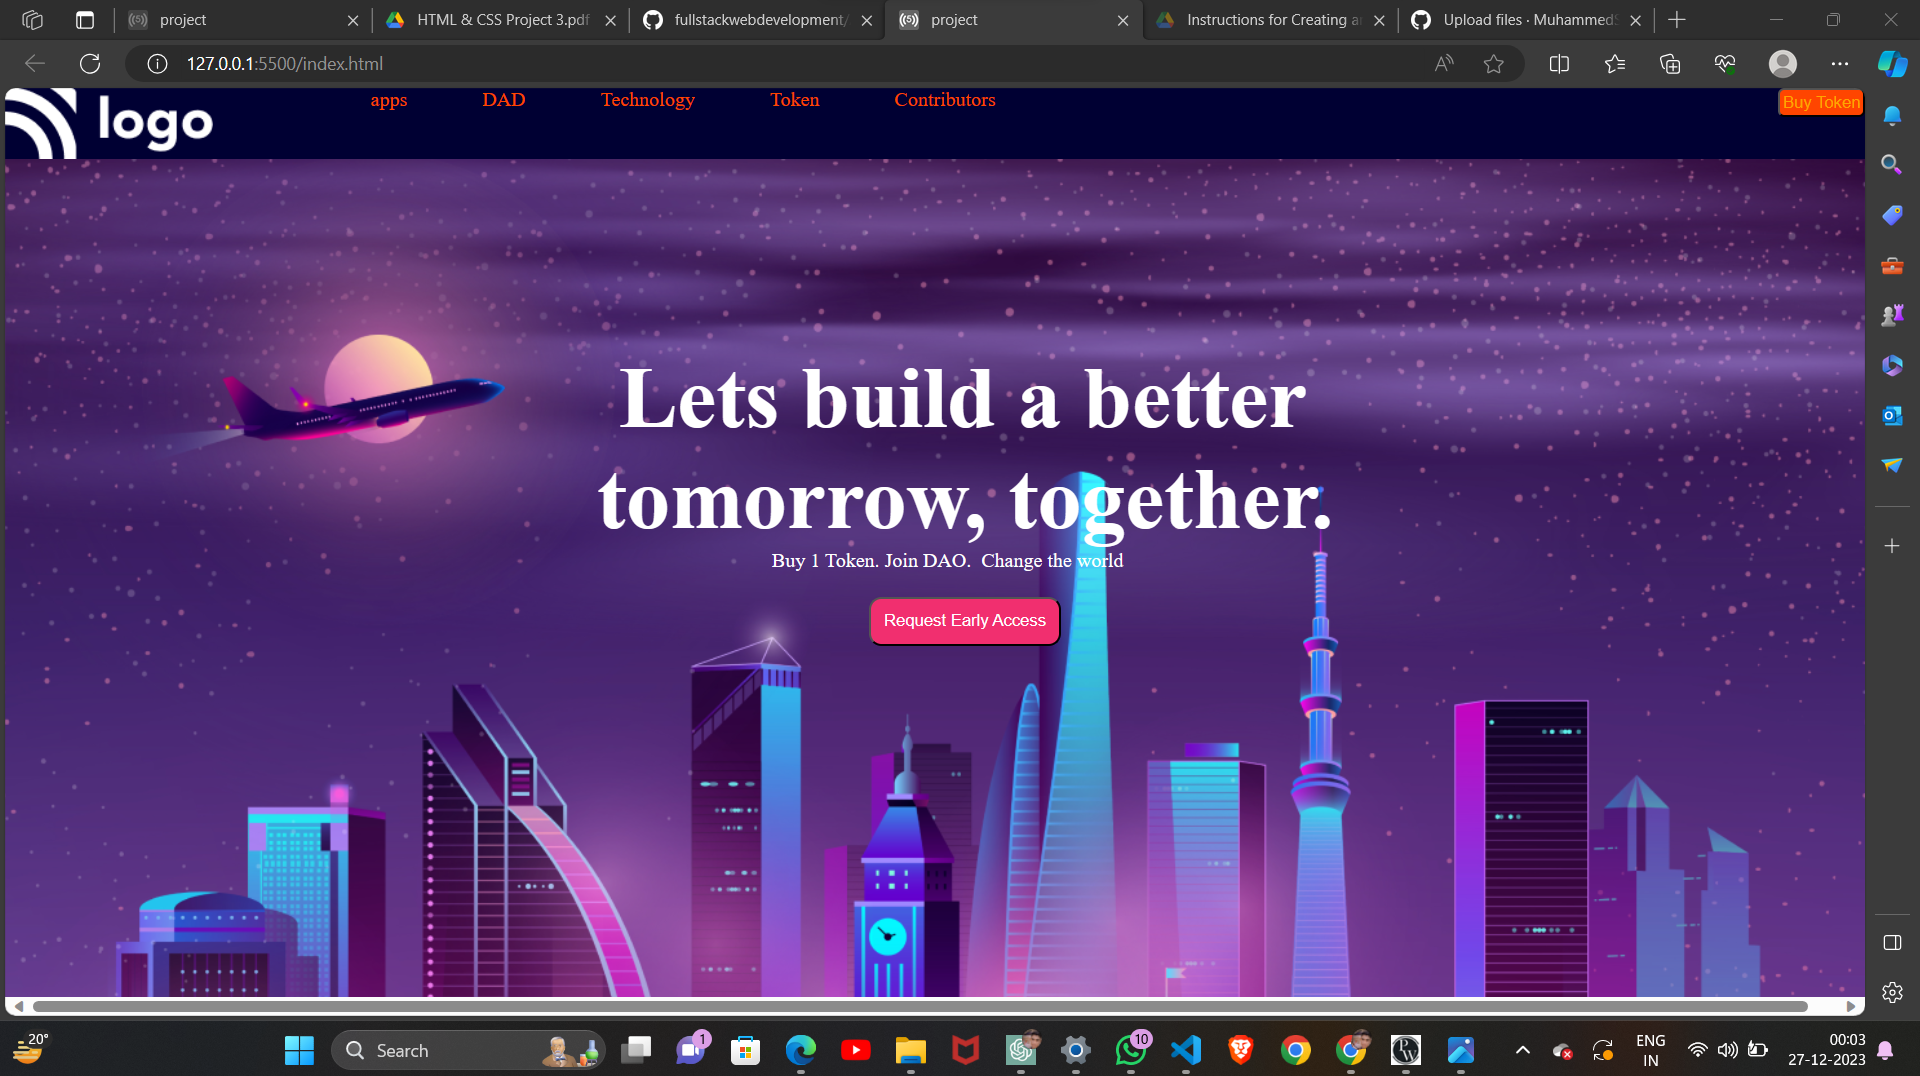 project
HTML & CSS Project 3.pdf
fullstackwebdevelopment/
project
Instructions for Creating a
Upload files · MuhammedS
127.0.0.1:5500/index.html
logo
apps
DAD
Technology
Token
Contributors
Buy Token
Lets build a better
tomorrow, together.
Buy 1 Token. Join DAO. Change the world
Request Early Access
20°
Search
1
10
ENG
IN
00:03
27-12-2023